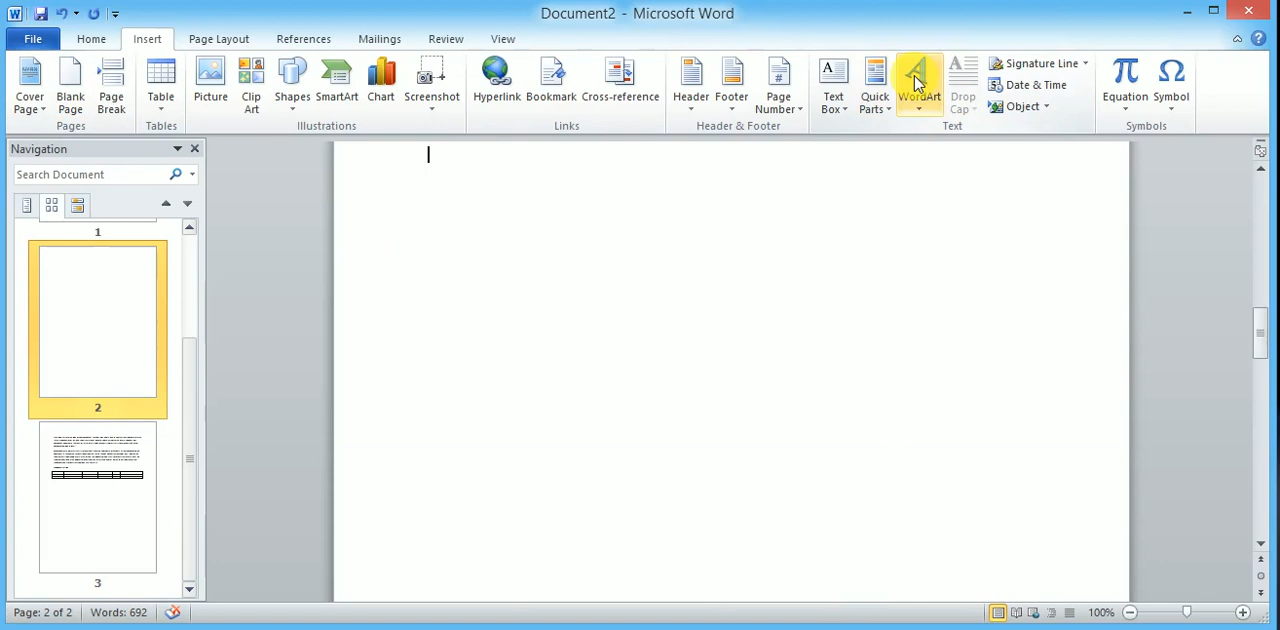 Document2 - Microsoft Word
File Home Insert Page Layout References Mailings Review View
Cover Page
Blank Page
Page Break
Pages
Table
Tables
Picture
Clip Art
Shapes
SmartArt
Chart
Screenshot
Illustrations
Hyperlink
Bookmark
Cross-reference
Links
Header
Footer
Page Number
Header & Footer
Text Box
Quick Parts
WordArt
Drop Cap
Signature Line
Date & Time
Object
Text
Equation
Symbol
Symbols
Navigation
Search Document
1
2
3
Page: 2 of 2 Words: 692
100%